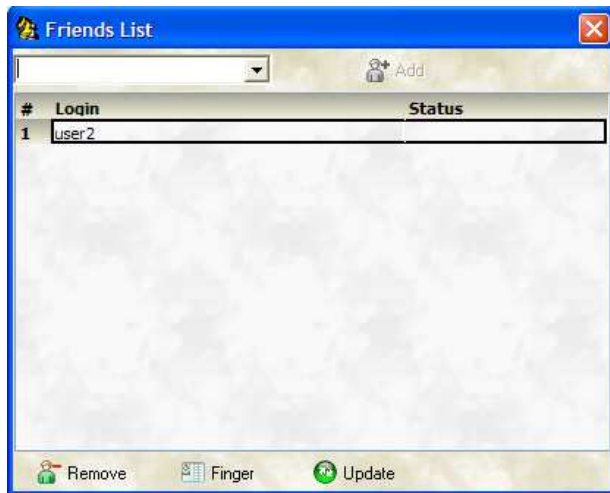 Friends List
Add
# Login Status
1 user2
Remove Finger Update